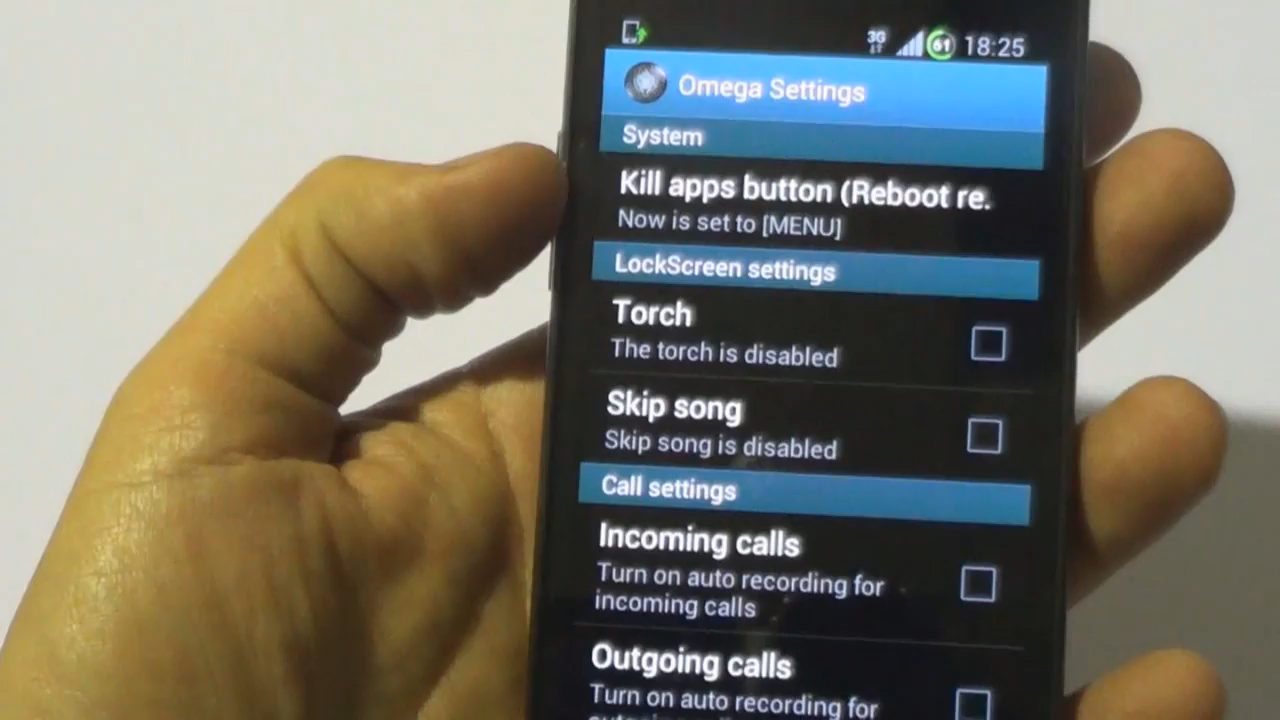 3G 61 18:25
Omega Settings
System
Kill apps button (Reboot re.
Now is set to [MENU]
LockScreen settings
Torch
The torch is disabled
Skip song
Skip song is disabled
Call settings
Incoming calls
Turn on auto recording for
incoming calls
Outgoing calls
Turn on auto recording for